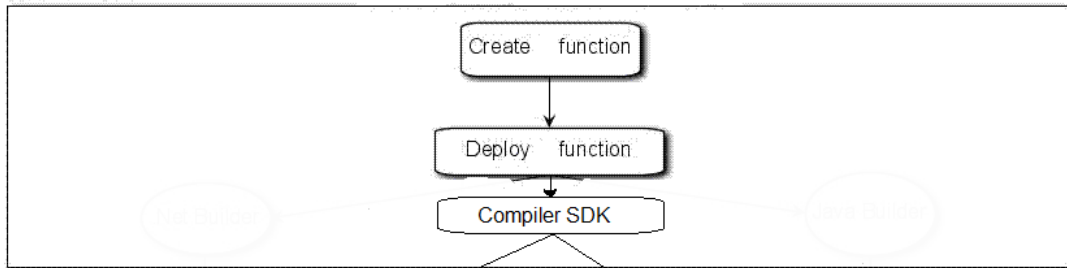 Create function
Deploy function
Compiler SDK
Net Builder
Java Builder